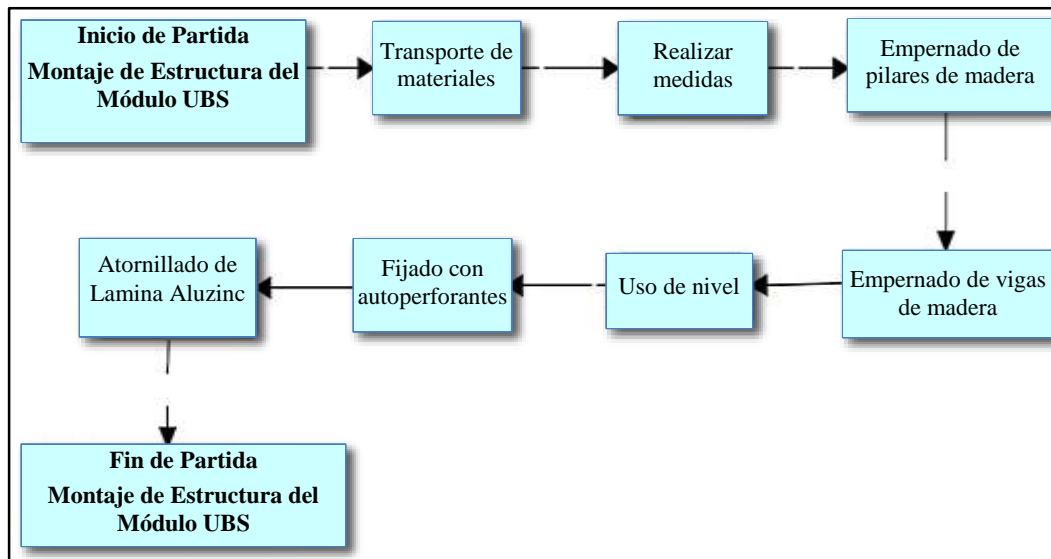 Inicio de Partida
Montaje de Estructura del
Módulo UBS
Transporte de
materiales
Realizar
medidas
Empernado de
pilares de madera
Empernado de vigas
de madera
Uso de nivel
Fijado con
autoperforantes
Atornillado de
Lamina Aluzinc
Fin de Partida
Montaje de Estructura del
Módulo UBS